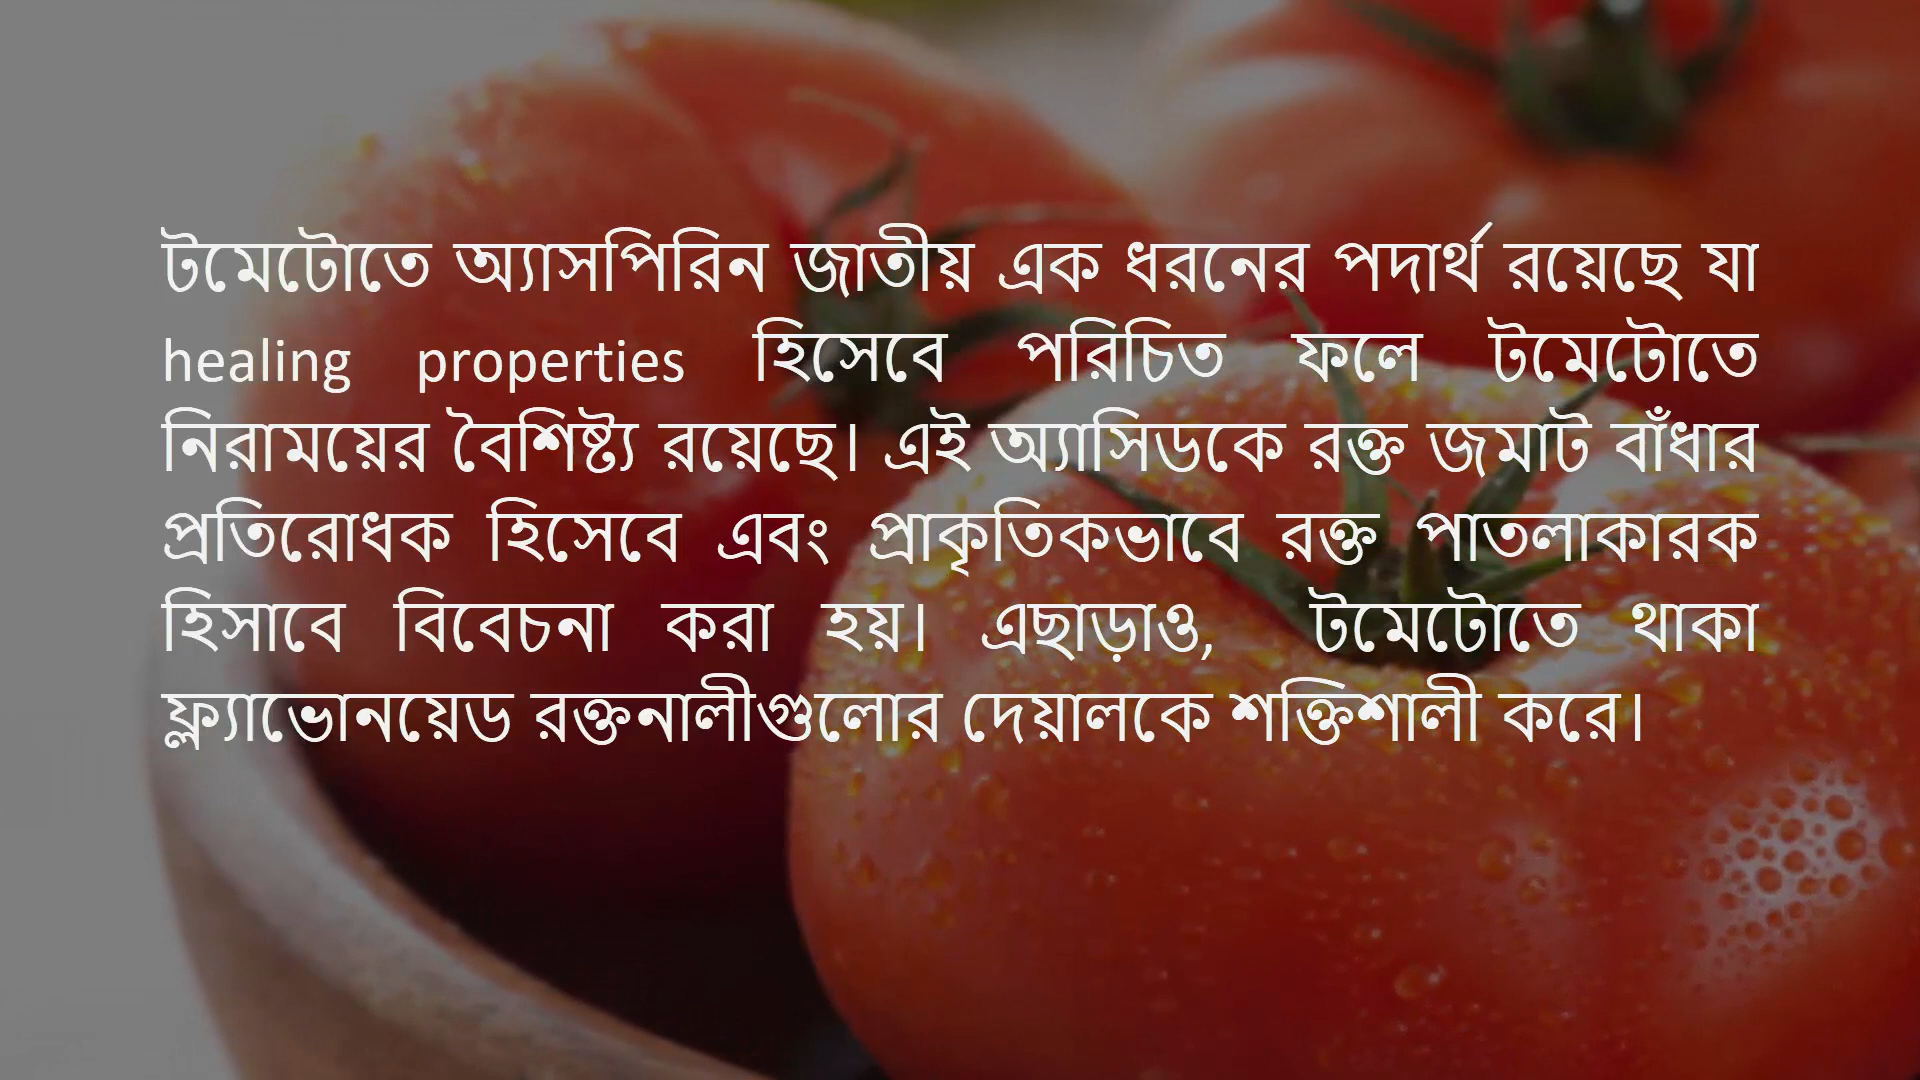 টমেটোতে অ্যাসপিরিন জাতীয় এক ধরনের পদার্থ রয়েছে যা
healing properties হিসেবে পরিচিত ফলে টমেটোতে
নিরাময়ের বৈশিষ্ট্য রয়েছে। এই অ্যাসিডকে রক্ত জমাট বাঁধার
প্রতিরোধক হিসেবে এবং প্রাকৃতিকভাবে রক্ত পাতলাকারক
হিসাবে বিবেচনা করা হয়। এছাড়াও, টমেটোতে থাকা
ফ্ল্যাভোনয়েড রক্তনালীগুলোর দেয়ালকে শক্তিশালী করে।